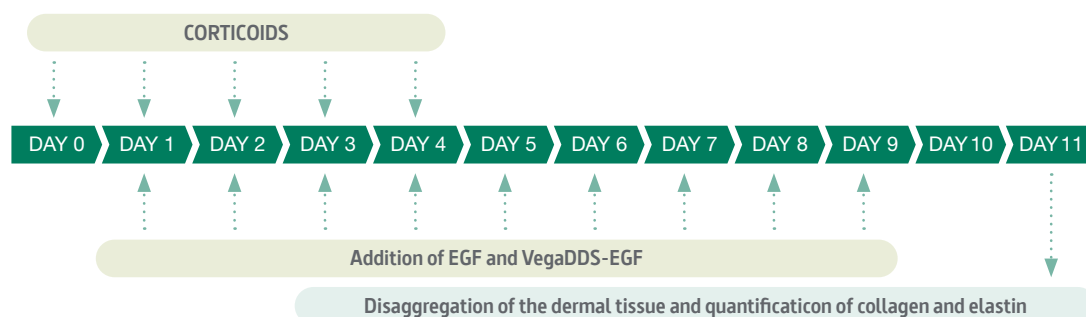 CORTICOIDS
DAY 0 DAY 1 DAY 2 DAY 3 DAY 4 DAY 5 DAY 6 DAY 7 DAY 8 DAY 9 DAY 10 DAY 11
Addition of EGF and VegaDDS-EGF
Disaggregation of the dermal tissue and quantificaticon of collagen and elastin